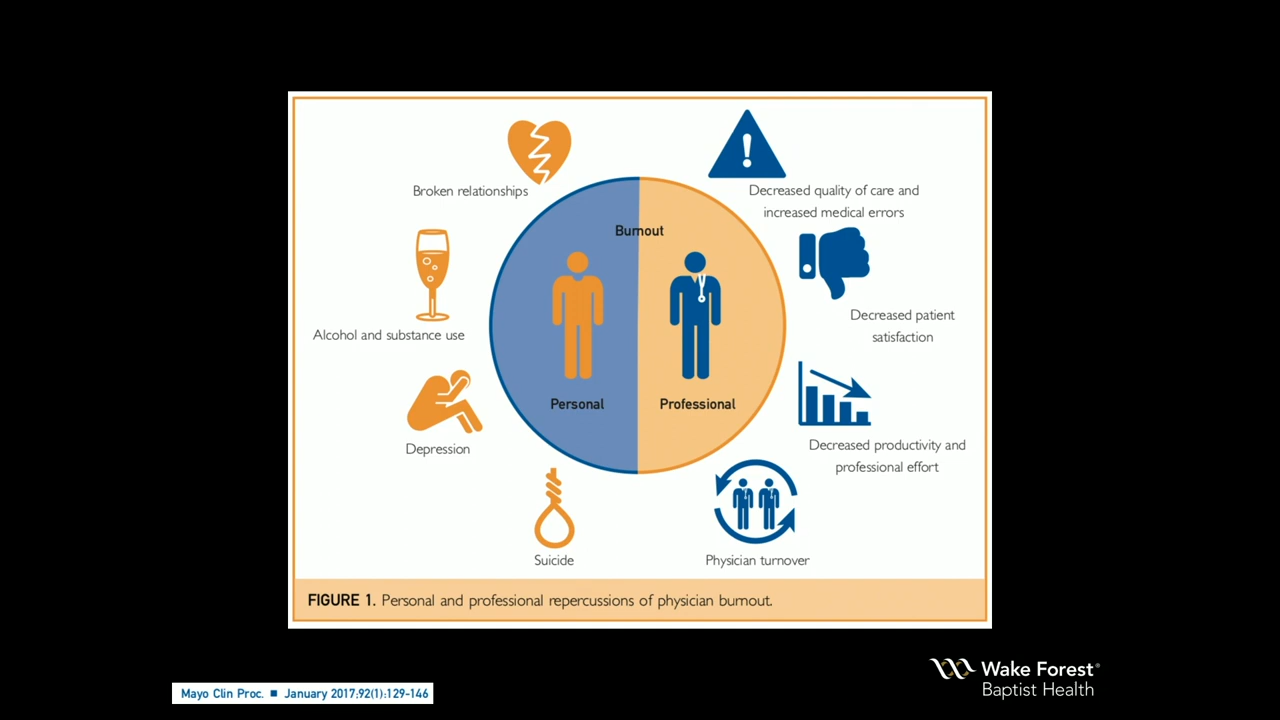 Broken relationships
Decreased quality of care and
increased medical errors
Burnout
Alcohol and substance use
Decreased patient
satisfaction
Personal
Professional
Depression
Decreased productivity and
professional effort
Suicide
Physician turnover
FIGURE 1. Personal and professional repercussions of physician burnout.
Mayo Clin Proc. ■ January 2017;92(1):129-146
Wake Forest®
Baptist Health